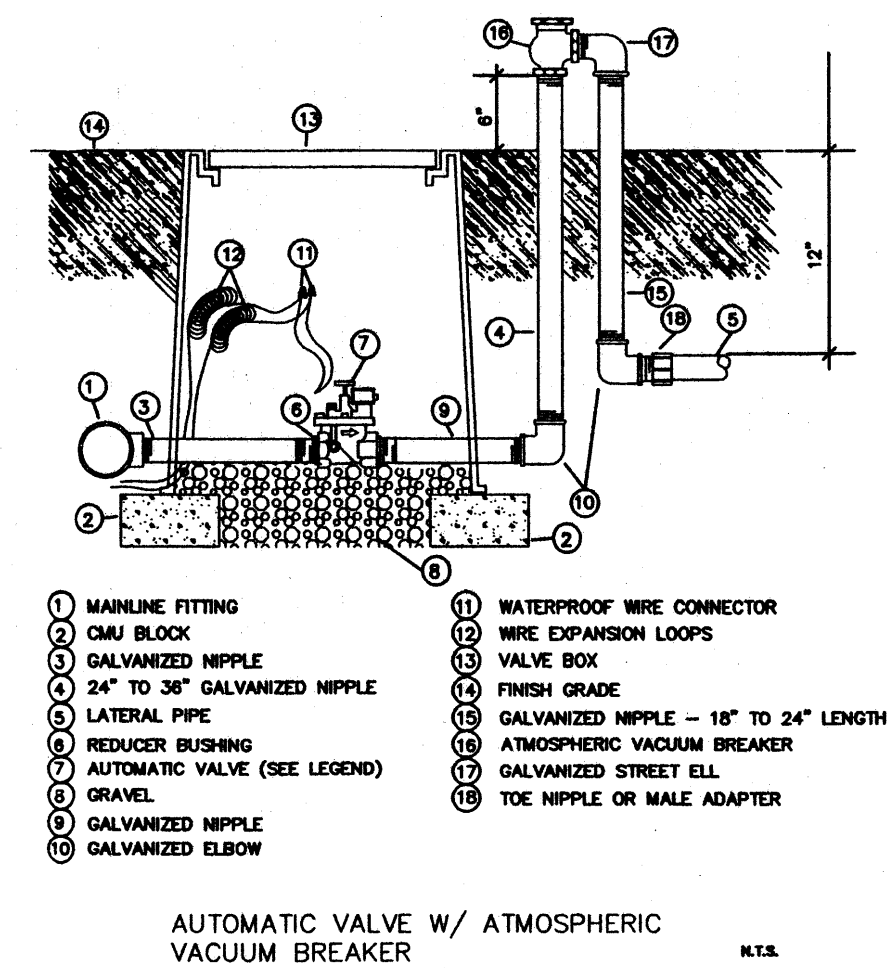 16
17
13
14
6"
12"
12
11
15
18
5
4
7
1
3
6
9
10
2
2
8
1 MAINLINE FITTING
2 CMU BLOCK
3 GALVANIZED NIPPLE
4 24" TO 36" GALVANIZED NIPPLE
5 LATERAL PIPE
6 REDUCER BUSHING
7 AUTOMATIC VALVE (SEE LEGEND)
8 GRAVEL
9 GALVANIZED NIPPLE
10 GALVANIZED ELBOW
11 WATERPROOF WIRE CONNECTOR
12 WIRE EXPANSION LOOPS
13 VALVE BOX
14 FINISH GRADE
15 GALVANIZED NIPPLE – 18" TO 24" LENGTH
16 ATMOSPHERIC VACUUM BREAKER
17 GALVANIZED STREET ELL
18 TOE NIPPLE OR MALE ADAPTER
AUTOMATIC VALVE W/ ATMOSPHERIC
VACUUM BREAKER
N.T.S.